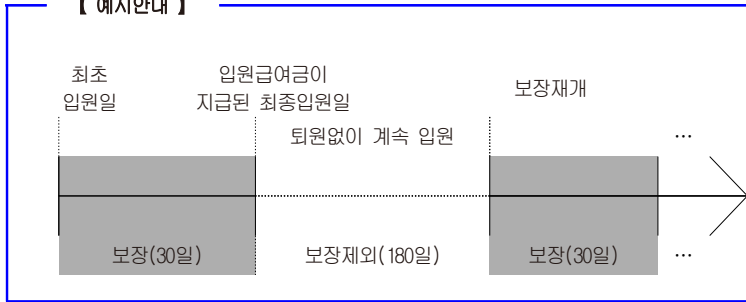 【 예시안내 】
최초
입원일
입원급여금이
지급된 최종입원일
보장재개
퇴원없이 계속 입원
…
보장(30일)
보장제외(180일)
보장(30일)
…